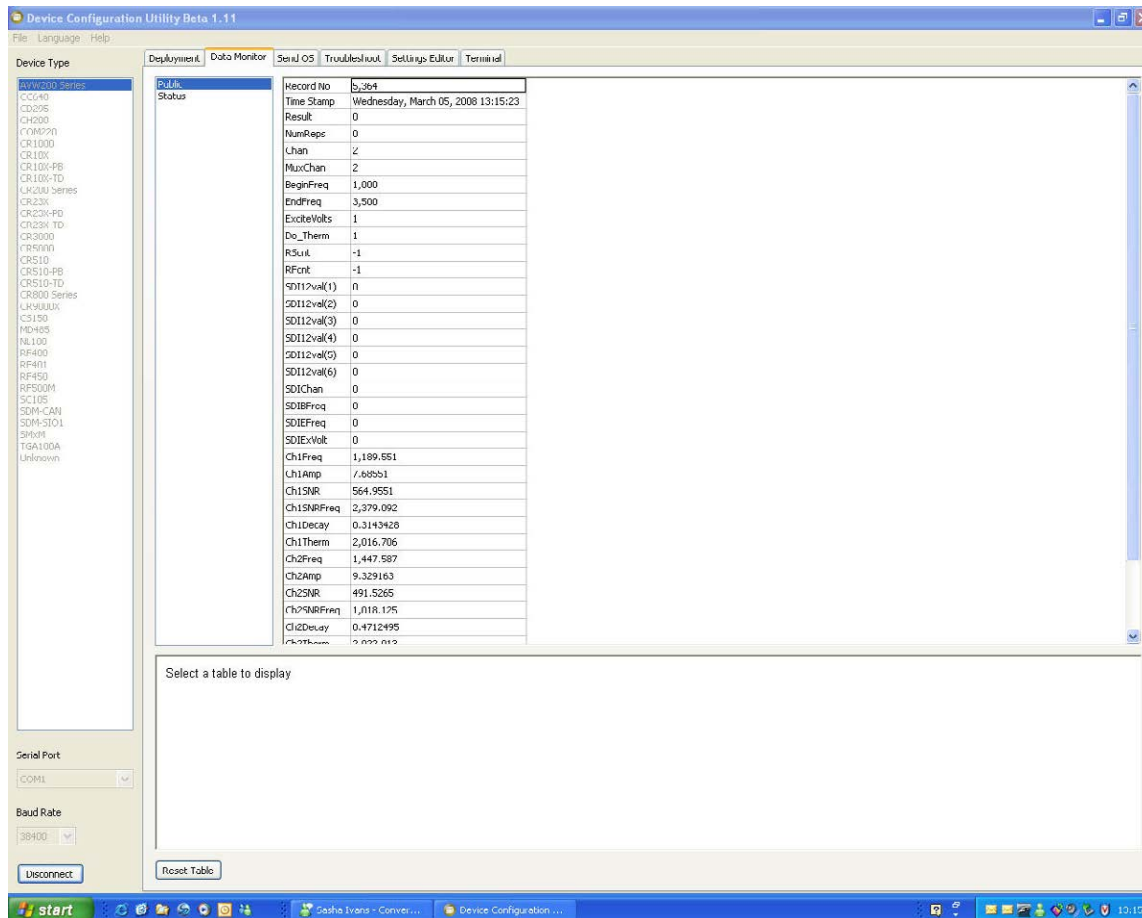 Device Configuration Utility Beta 1.11
File Language Help
Device Type
Deployment Data Monitor Send OS Troubleshoot Settings Editor Terminal
AVW200 Series
CC640
CD295
CH200
COM220
CR1000
CR10X
CR10X-PB
CR10X-TD
CR200 Series
CR23X
CR23X-PB
CR23X-TD
CR3000
CR5000
CR510
CR510-PB
CR510-TD
CR800 Series
CR9000X
CS150
MD485
NL100
RF400
RF401
RF450
RF500M
SC105
SDM-CAN
SDM-SIO1
SMxM
TGA100A
Unknown
Public
Status
Record No 5,364
Time Stamp Wednesday, March 05, 2008 13:15:23
Result 0
NumReps 0
Chan 2
MuxChan 2
BeginFreq 1,000
EndFreq 3,500
ExciteVolts 1
Do_Therm 1
RScnt -1
RFcnt -1
SDI12val(1) 0
SDI12val(2) 0
SDI12val(3) 0
SDI12val(4) 0
SDI12val(5) 0
SDI12val(6) 0
SDIChan 0
SDIBFreq 0
SDIEFreq 0
SDIExVolt 0
Ch1Freq 1,189.551
Ch1Amp 7.68551
Ch1SNR 564.9551
Ch1SNRFreq 2,379.092
Ch1Decay 0.3143428
Ch1Therm 2,016.706
Ch2Freq 1,447.587
Ch2Amp 9.329163
Ch2SNR 491.5265
Ch2SNRFreq 1,018.125
Ch2Decay 0.4712495
Ch2Therm
Select a table to display
Serial Port
COM1
Baud Rate
38400
Disconnect
Reset Table
start
Sasha Ivans - Conver...
Device Configuration ...